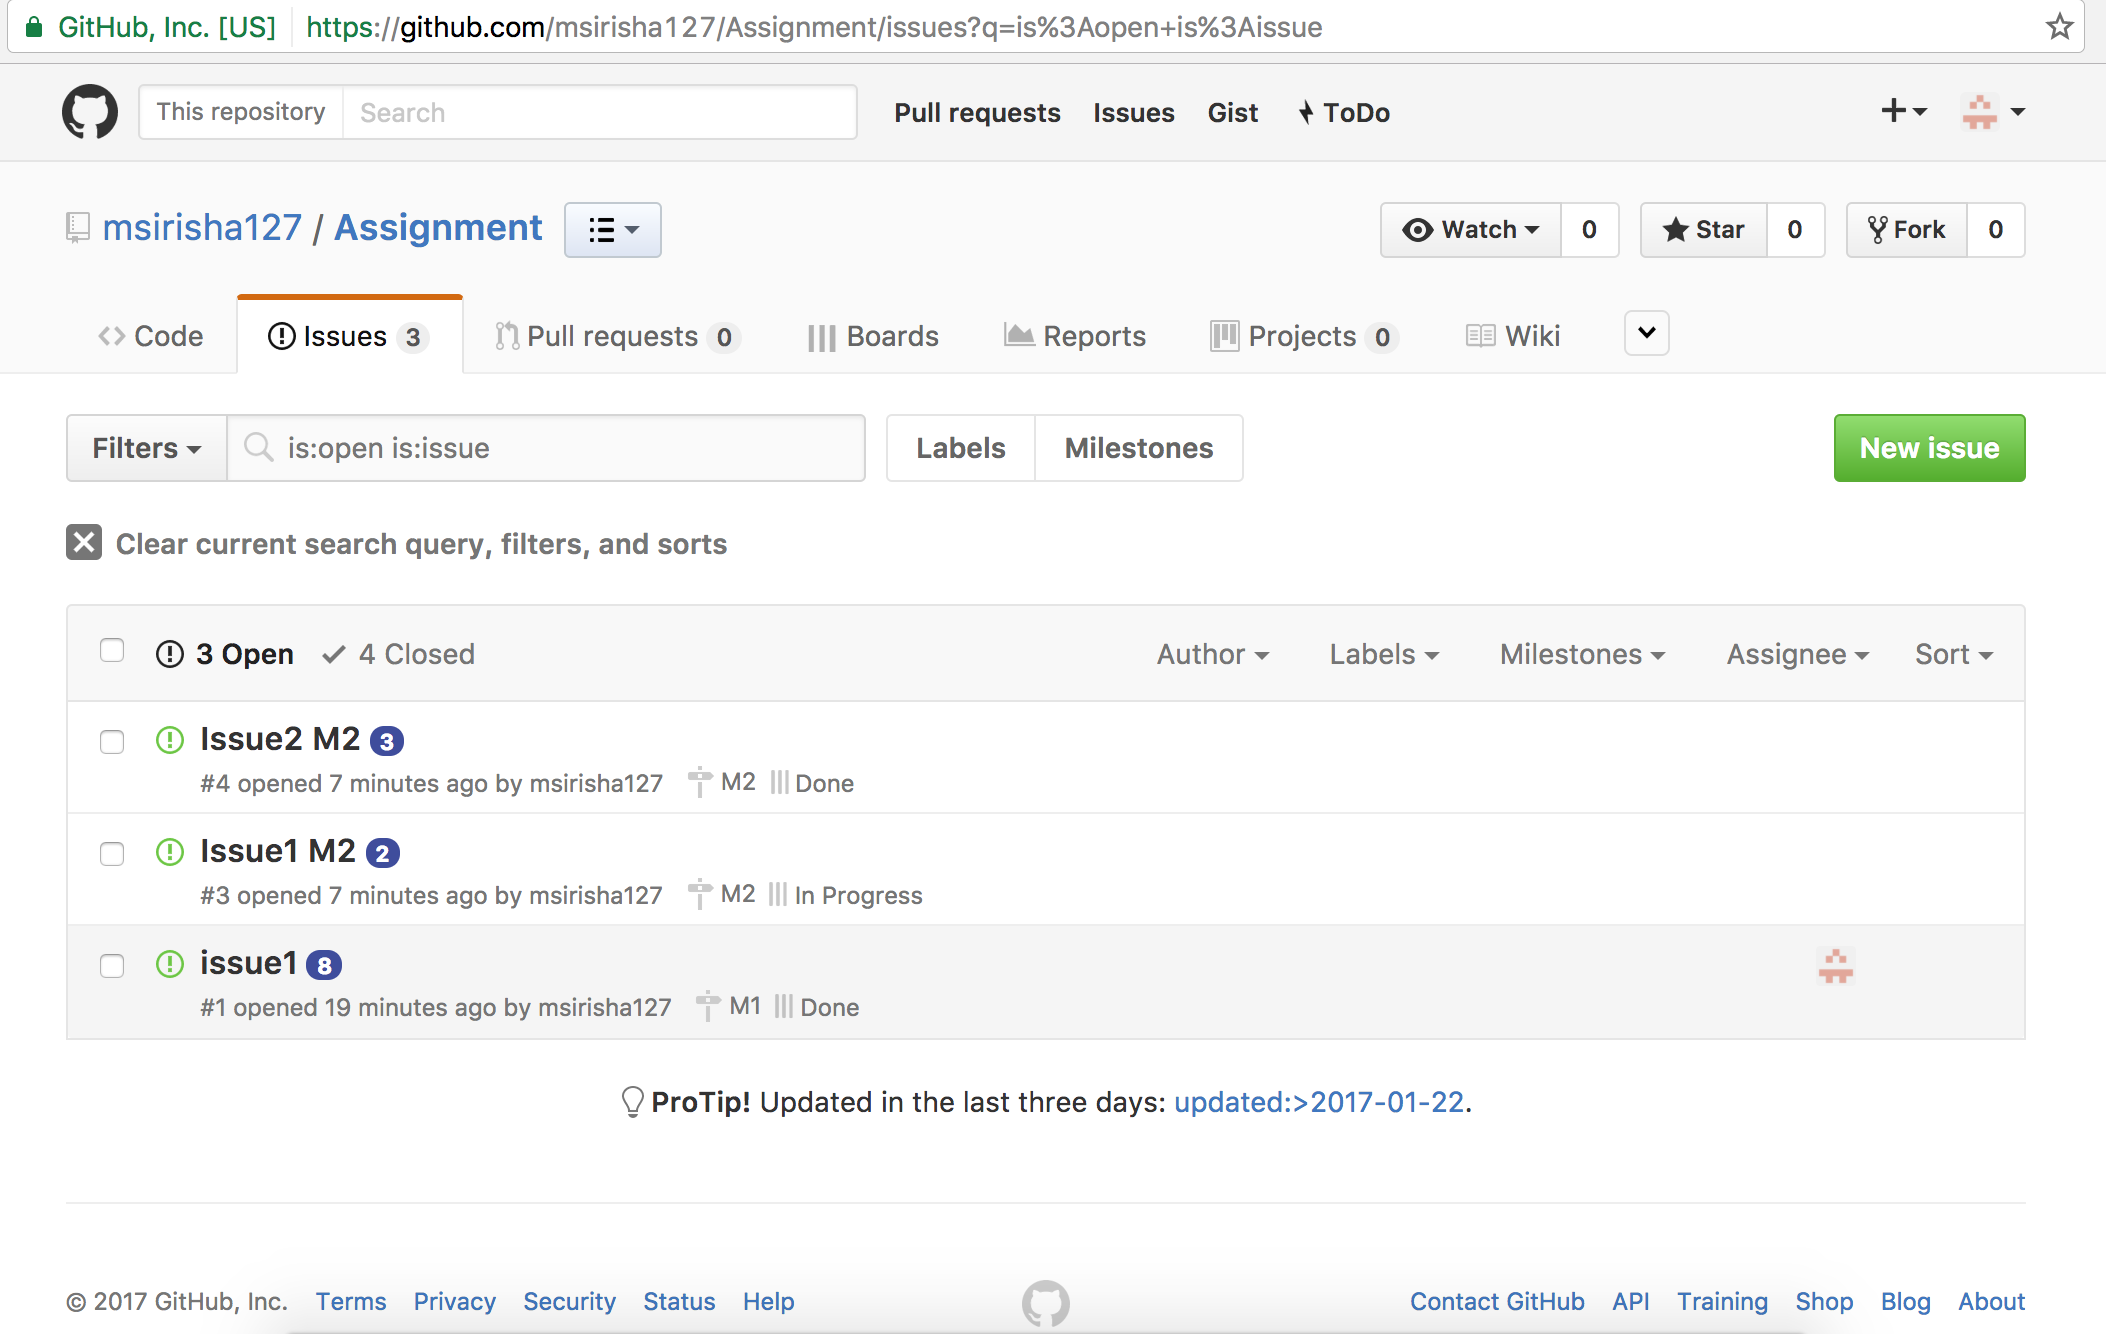 GitHub, Inc. [US] https://github.com/msirisha127/Assignment/issues?q=is%3Aopen+is%3Aissue
This repository Search Pull requests Issues Gist ToDo
msirisha127 / Assignment Watch 0 Star 0 Fork 0
Code Issues 3 Pull requests 0 Boards Reports Projects 0 Wiki
Filters is:open is:issue Labels Milestones New issue
Clear current search query, filters, and sorts
3 Open 4 Closed Author Labels Milestones Assignee Sort
Issue2 M2 3
#4 opened 7 minutes ago by msirisha127 M2 Done
Issue1 M2 2
#3 opened 7 minutes ago by msirisha127 M2 In Progress
issue1 8
#1 opened 19 minutes ago by msirisha127 M1 Done
ProTip! Updated in the last three days: updated:>2017-01-22.
© 2017 GitHub, Inc. Terms Privacy Security Status Help Contact GitHub API Training Shop Blog About